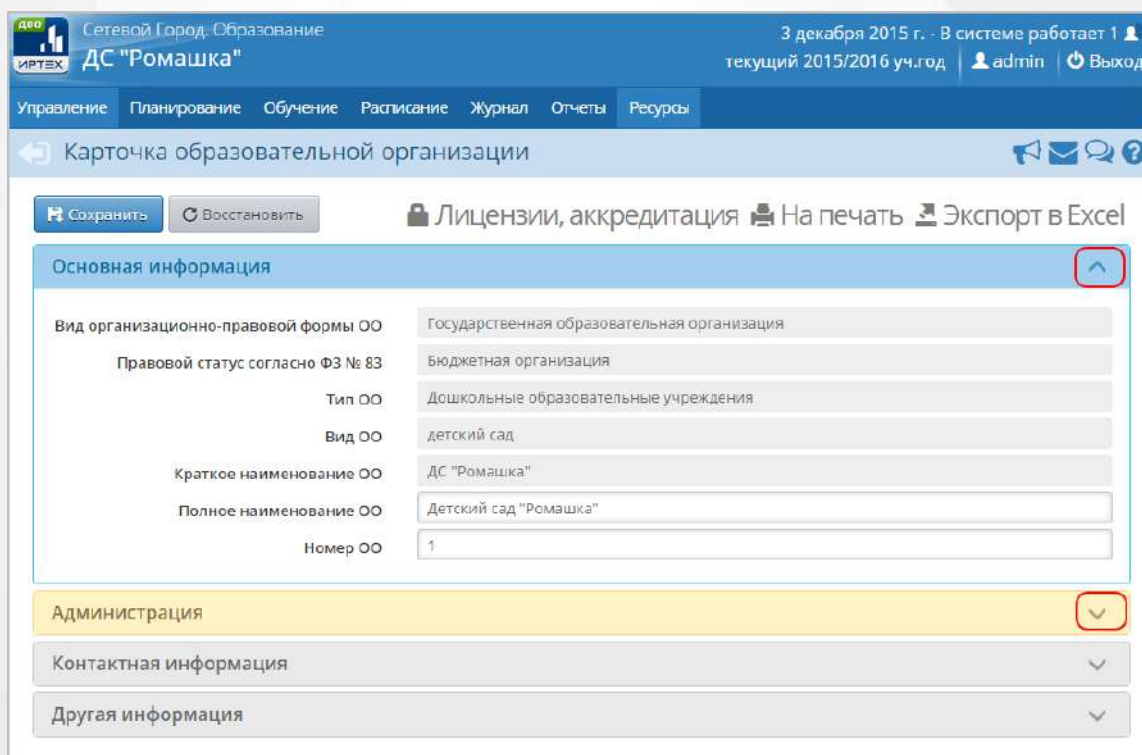 ДЕО
ИРТЕХ
Сетевой Город. Образование
ДС "Ромашка"
3 декабря 2015 г. - В системе работает 1
текущий 2015/2016 уч.год admin Выход
Управление Планирование Обучение Расписание Журнал Отчеты Ресурсы
Карточка образовательной организации ?
Сохранить Восстановить Лицензии, аккредитация На печать Экспорт в Excel
Основная информация
Вид организационно-правовой формы ОО Государственная образовательная организация
Правовой статус согласно ФЗ № 83 Бюджетная организация
Тип ОО Дошкольные образовательные учреждения
Вид ОО детский сад
Краткое наименование ОО ДС "Ромашка"
Полное наименование ОО Детский сад "Ромашка"
Номер ОО 1
Администрация
Контактная информация
Другая информация